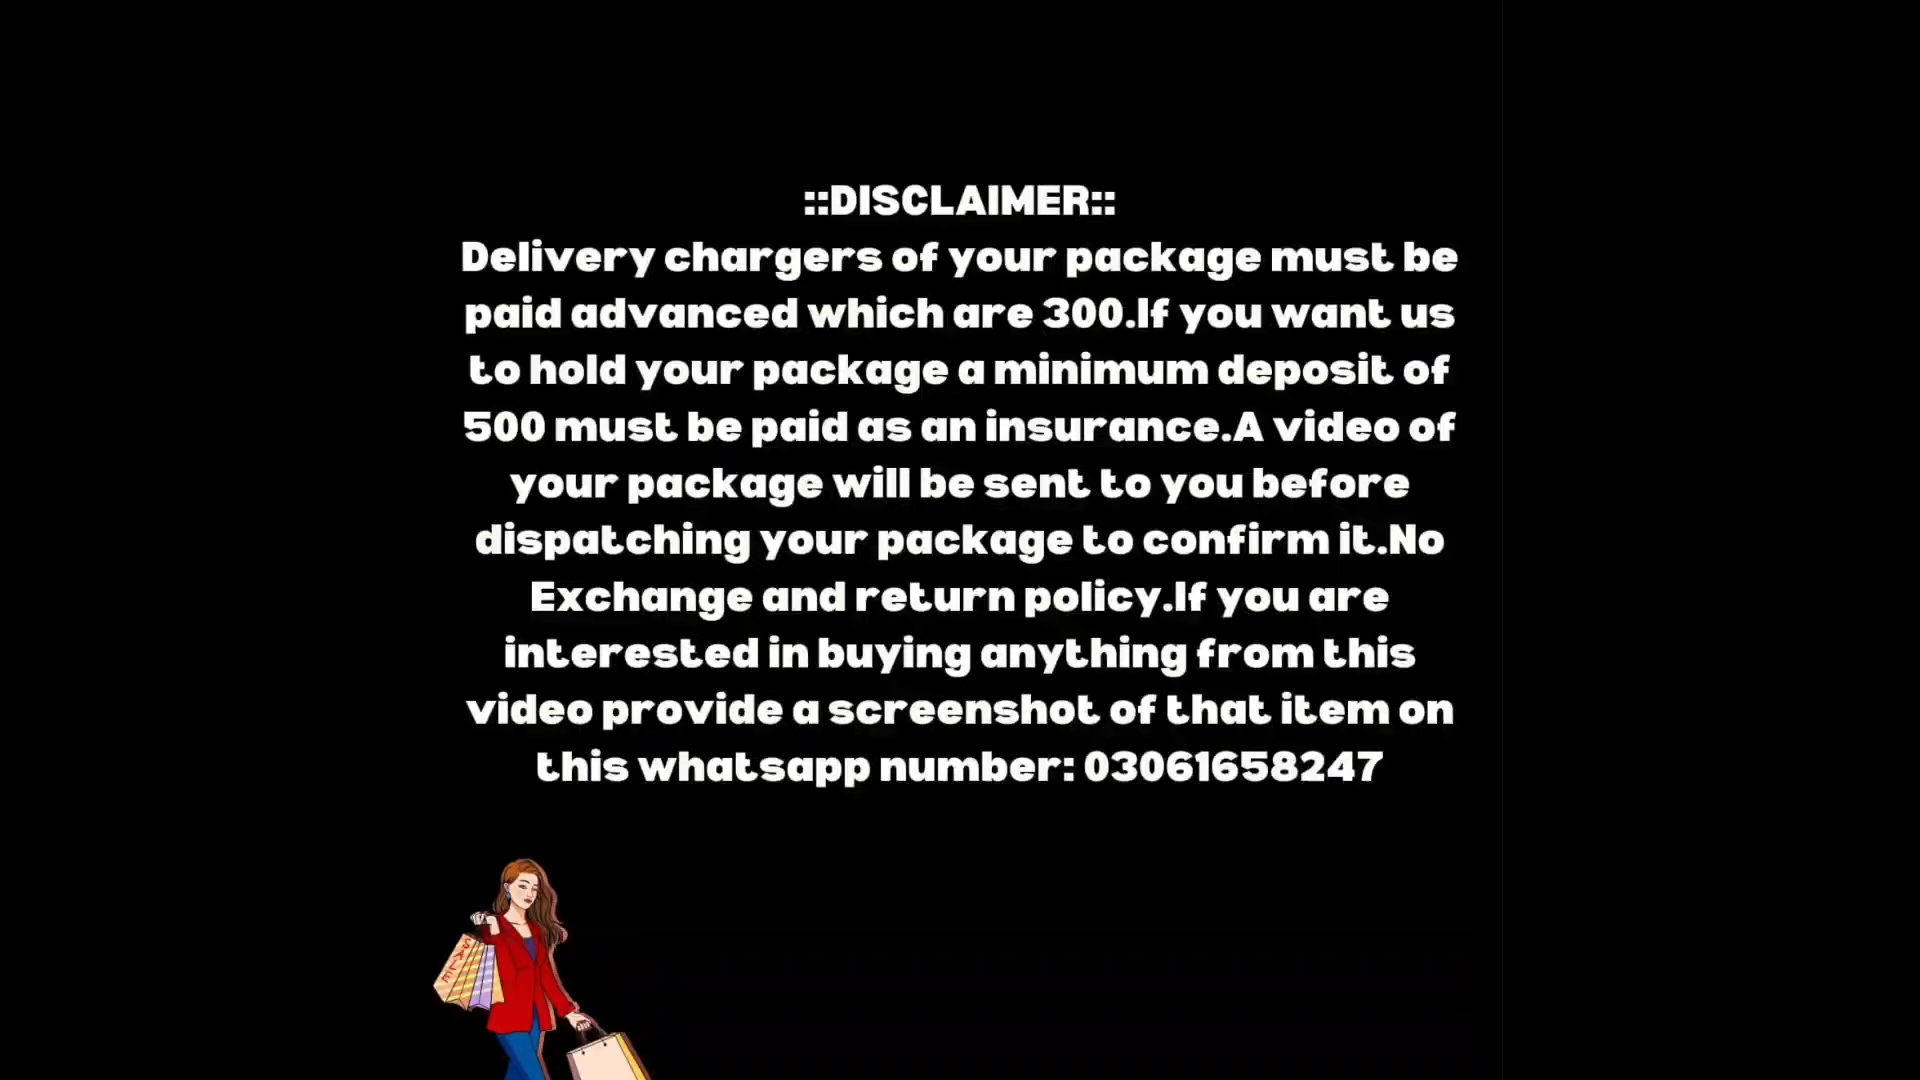 ::DISCLAIMER::
Delivery chargers of your package must be
paid advanced which are 300.If you want us
to hold your package a minimum deposit of
500 must be paid as an insurance.A video of
your package will be sent to you before
dispatching your package to confirm it.No
Exchange and return policy.If you are
interested in buying anything from this
video provide a screenshot of that item on
this whatsapp number: 03061658247
SALE